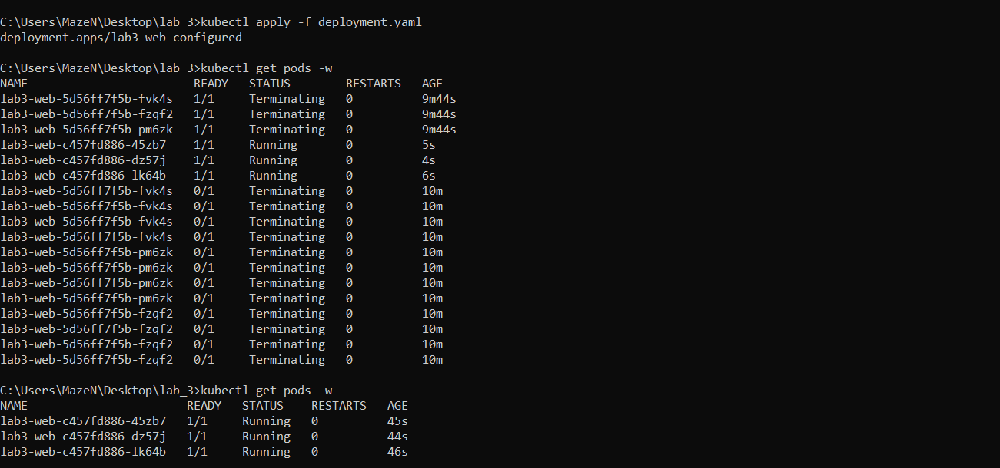 C:\Users\MazeN\Desktop\lab_3>kubectl apply -f deployment.yaml
deployment.apps/lab3-web configured
C:\Users\MazeN\Desktop\lab_3>kubectl get pods -w
NAME                        READY   STATUS        RESTARTS   AGE
lab3-web-5d56ff7f5b-fvk4s   1/1     Terminating   0          9m44s
lab3-web-5d56ff7f5b-fzqf2   1/1     Terminating   0          9m44s
lab3-web-5d56ff7f5b-pm6zk   1/1     Terminating   0          9m44s
lab3-web-c457fd886-45zb7    1/1     Running       0          5s
lab3-web-c457fd886-dz57j    1/1     Running       0          4s
lab3-web-c457fd886-lk64b    1/1     Running       0          6s
lab3-web-5d56ff7f5b-fvk4s   0/1     Terminating   0          10m
lab3-web-5d56ff7f5b-fvk4s   0/1     Terminating   0          10m
lab3-web-5d56ff7f5b-fvk4s   0/1     Terminating   0          10m
lab3-web-5d56ff7f5b-fvk4s   0/1     Terminating   0          10m
lab3-web-5d56ff7f5b-pm6zk   0/1     Terminating   0          10m
lab3-web-5d56ff7f5b-pm6zk   0/1     Terminating   0          10m
lab3-web-5d56ff7f5b-pm6zk   0/1     Terminating   0          10m
lab3-web-5d56ff7f5b-pm6zk   0/1     Terminating   0          10m
lab3-web-5d56ff7f5b-fzqf2   0/1     Terminating   0          10m
lab3-web-5d56ff7f5b-fzqf2   0/1     Terminating   0          10m
lab3-web-5d56ff7f5b-fzqf2   0/1     Terminating   0          10m
lab3-web-5d56ff7f5b-fzqf2   0/1     Terminating   0          10m
C:\Users\MazeN\Desktop\lab_3>kubectl get pods -w
NAME                       READY   STATUS    RESTARTS   AGE
lab3-web-c457fd886-45zb7   1/1     Running   0          45s
lab3-web-c457fd886-dz57j   1/1     Running   0          44s
lab3-web-c457fd886-lk64b   1/1     Running   0          46s